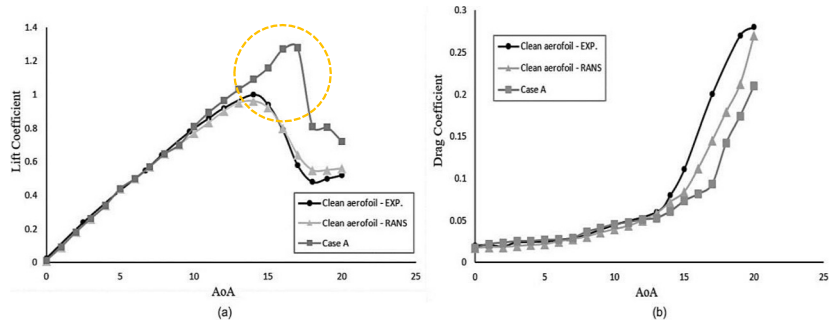 1.4
1.2
1
0.8
0.6
0.4
0.2
0
Lift Coefficient
0 5 10 15 20 25
AoA
Clean aerofoil - EXP.
Clean aerofoil - RANS
Case A
(a)
0.3
0.25
0.2
0.15
0.1
0.05
0
Drag Coefficient
Clean aerofoil - EXP.
Clean aerofoil - RANS
Case A
0 5 10 15 20 25
AoA
(b)